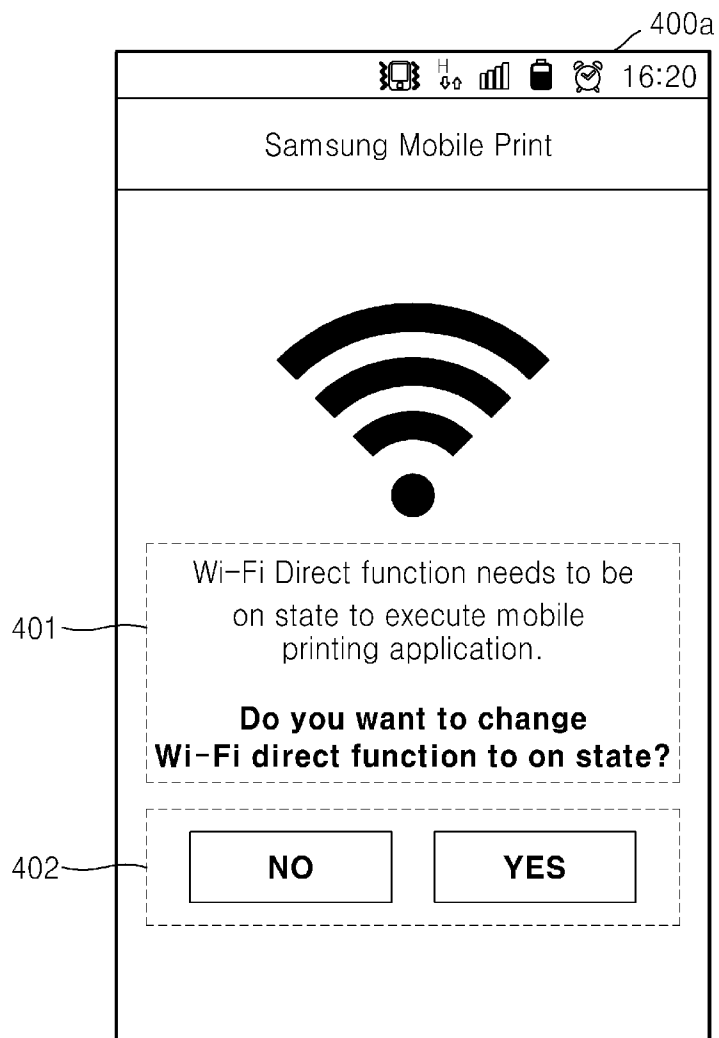 400a
H
16:20
Samsung Mobile Print
Wi-Fi Direct function needs to be
on state to execute mobile
printing application.
401
Do you want to change
Wi-Fi direct function to on state?
402
NO
YES